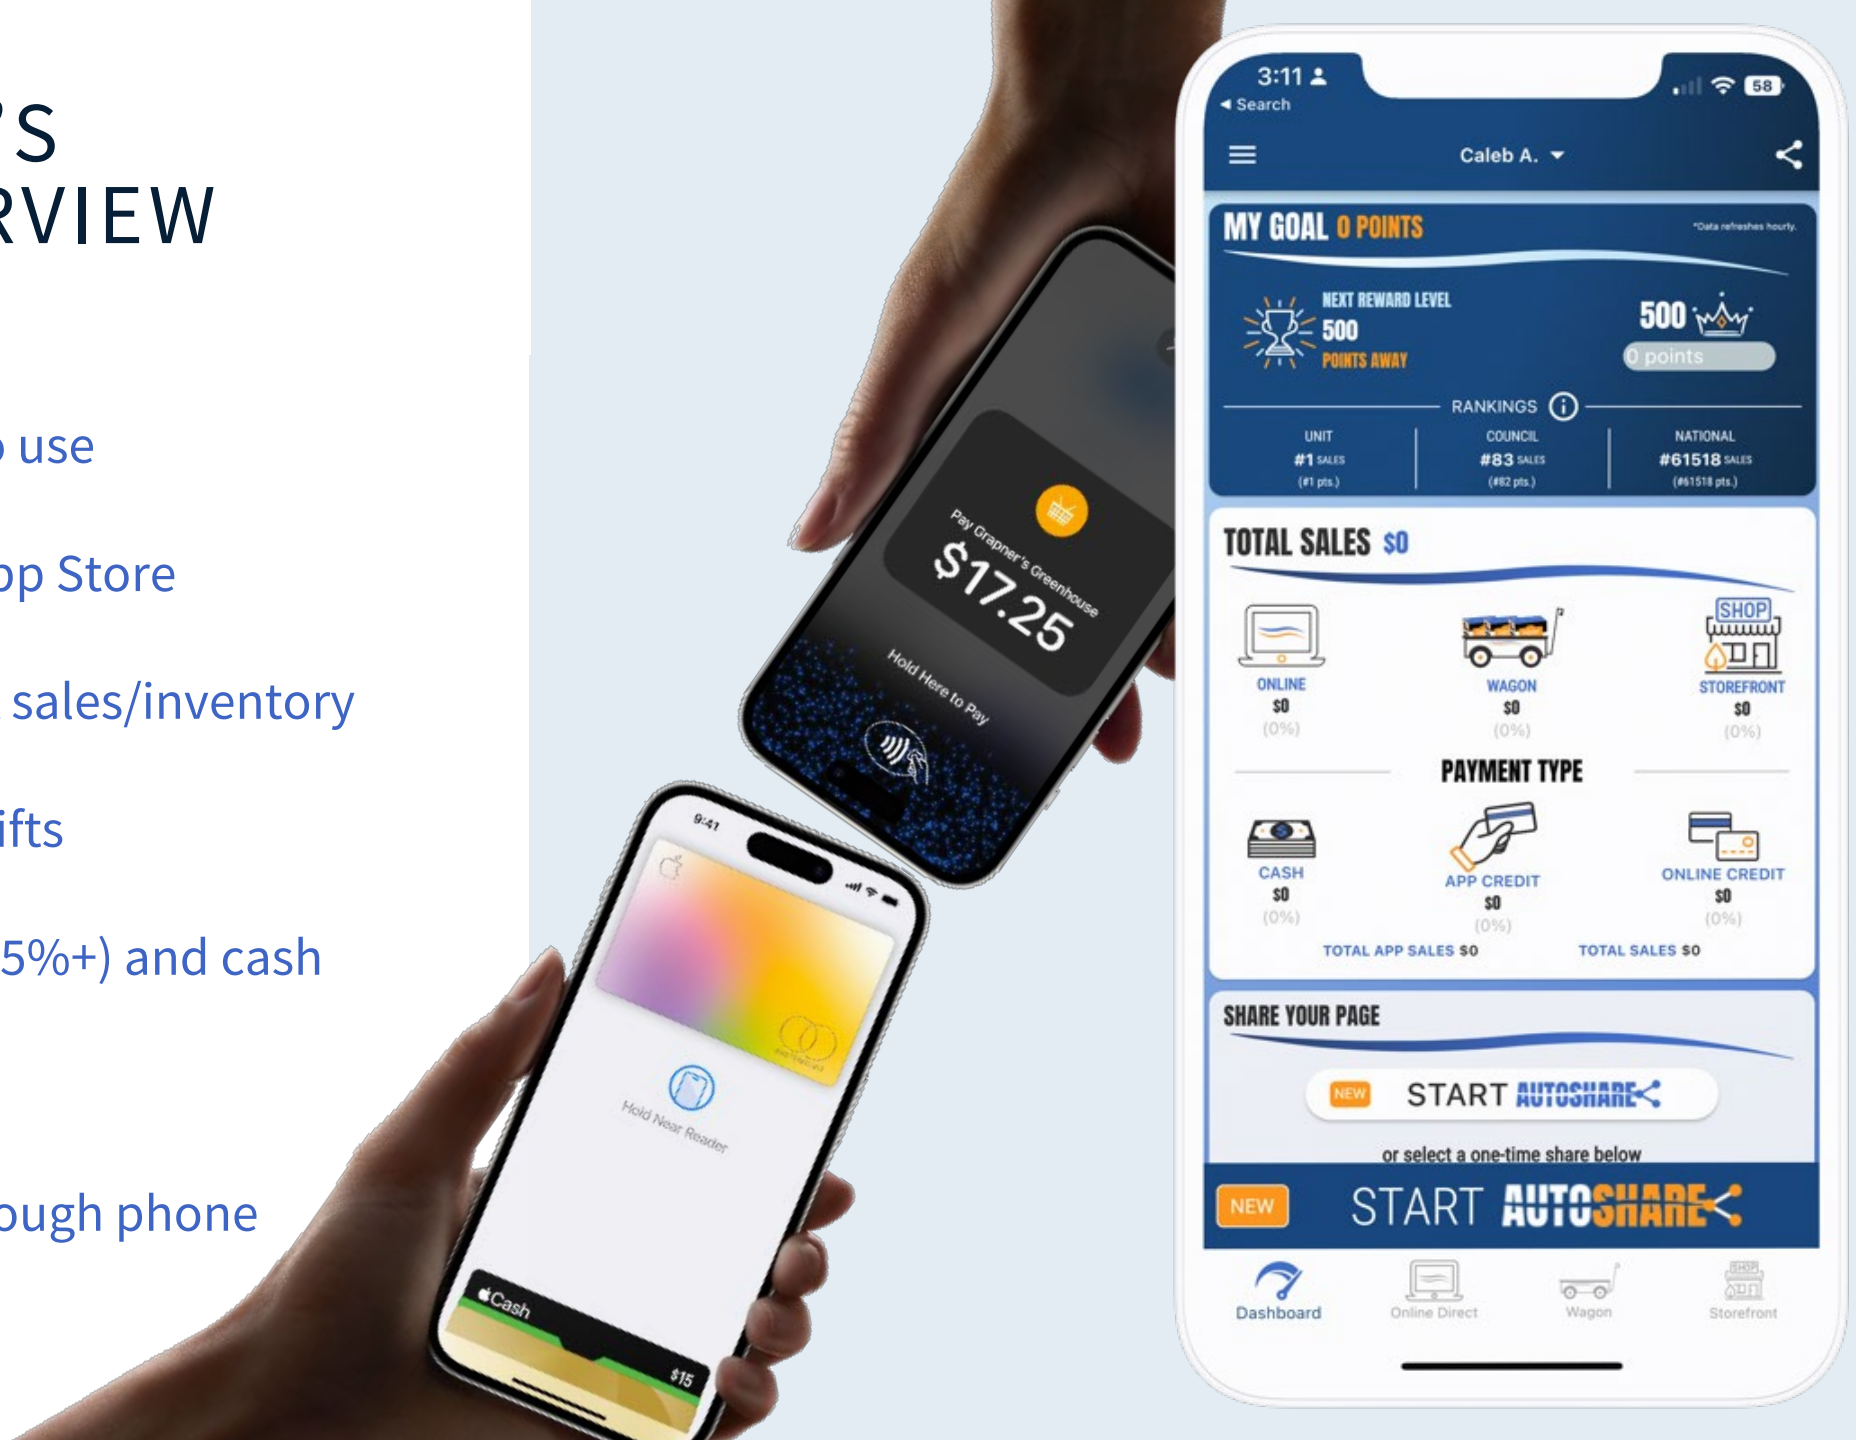 'S
RVIEW
o use
pp Store
sales/inventory
ifts
5%+) and cash
ough phone
Pay Grapner's Greenhouse
$17.25
Hold Here to Pay
9:41
Hold Near Reader
Cash
$15
3:11
58
Search
Caleb A.
MY GOAL 0 POINTS
*Data refreshes hourly.
NEXT REWARD LEVEL
500
POINTS AWAY
500
0 points
RANKINGS
UNIT COUNCIL NATIONAL
#1 SALES #83 SALES #61518 SALES
(#1 pts.) (#82 pts.) (#61518 pts.)
TOTAL SALES $0
SHOP
ONLINE WAGON STOREFRONT
$0 $0 $0
(0%) (0%) (0%)
PAYMENT TYPE
CASH APP CREDIT ONLINE CREDIT
$0 $0 $0
(0%) (0%) (0%)
TOTAL APP SALES $0 TOTAL SALES $0
SHARE YOUR PAGE
NEW START AUTOSHARE
or select a one-time share below
NEW START AUTOSHARE
SHOP
Dashboard Online Direct Wagon Storefront